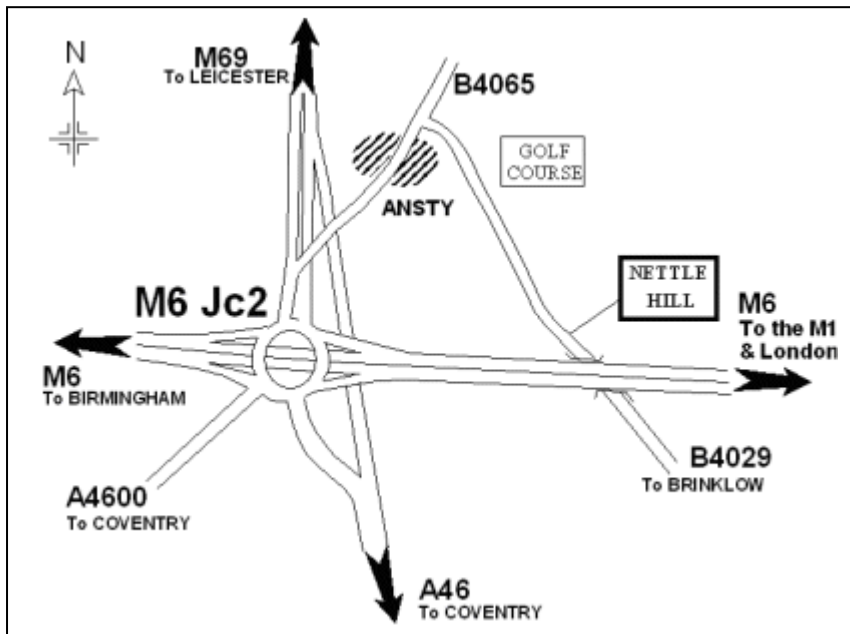 N
M69
To LEICESTER
B4065
GOLF
COURSE
ANSTY
NETTLE
HILL
M6 Jc2
M6
To the M1
& London
M6
To BIRMINGHAM
A4600
To COVENTRY
B4029
To BRINKLOW
A46
To COVENTRY